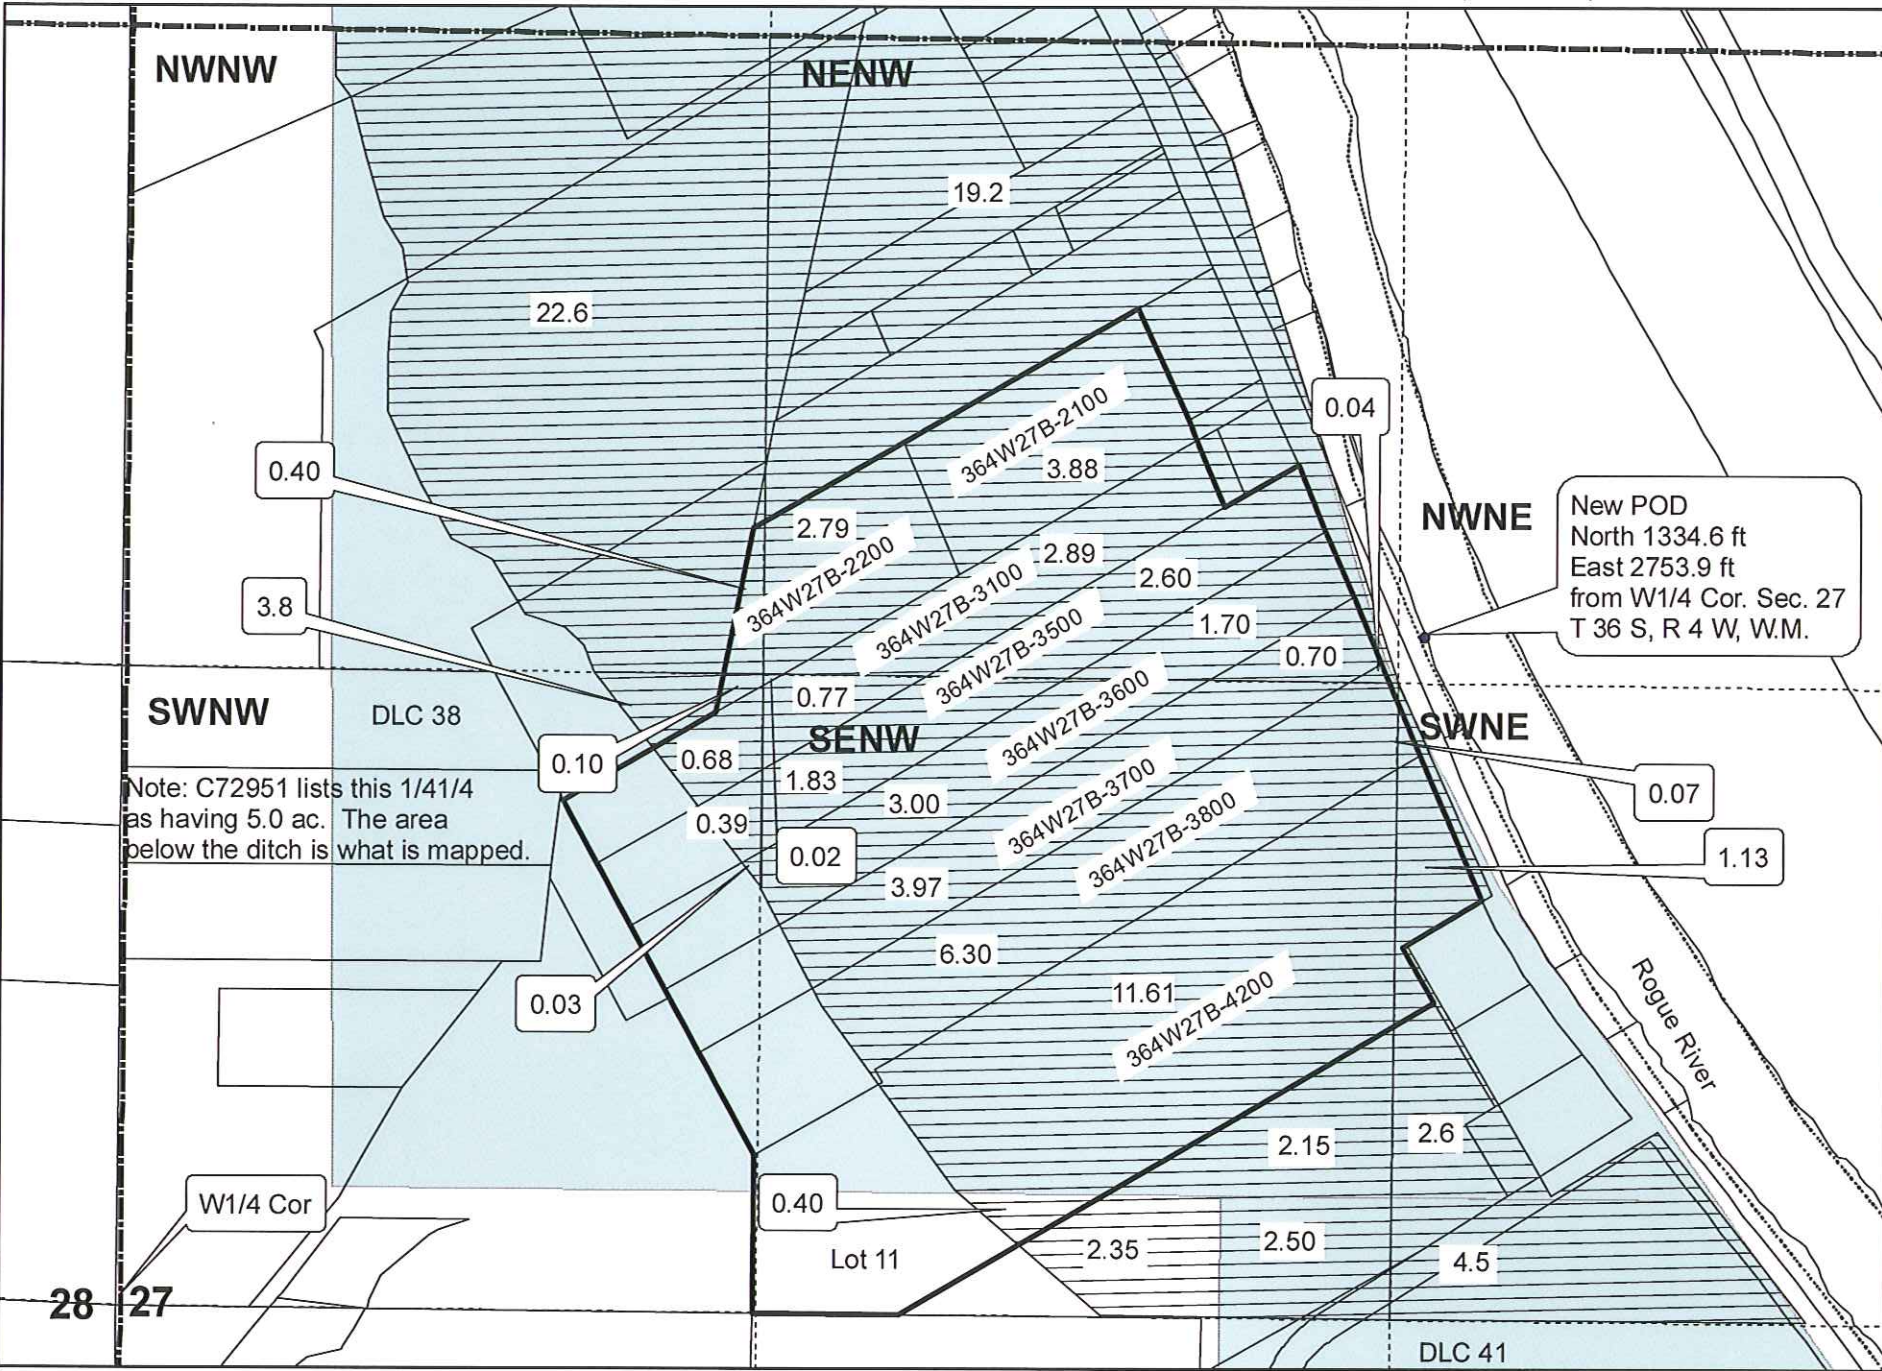 NWNW
NENW
19.2
22.6
0.04
364W27B-2100
3.88
0.40
2.79
364W27B-2200
2.89
364W27B-3100
2.60
NWNE
New POD
North 1334.6 ft
East 2753.9 ft
from W1/4 Cor. Sec. 27
T 36 S, R 4 W, W.M.
3.8
364W27B-3500
1.70
0.70
SWNW
DLC 38
0.77
364W27B-3600
SENW
SWNE
0.10
0.68
1.83
3.00
364W27B-3700
0.07
Note: C72951 lists this 1/41/4
as having 5.0 ac. The area
below the ditch is what is mapped.
0.39
0.02
364W27B-3800
1.13
3.97
6.30
0.03
11.61
364W27B-4200
Rogue River
2.15
2.6
W1/4 Cor
0.40
Lot 11
2.35
2.50
4.5
28
27
DLC 41